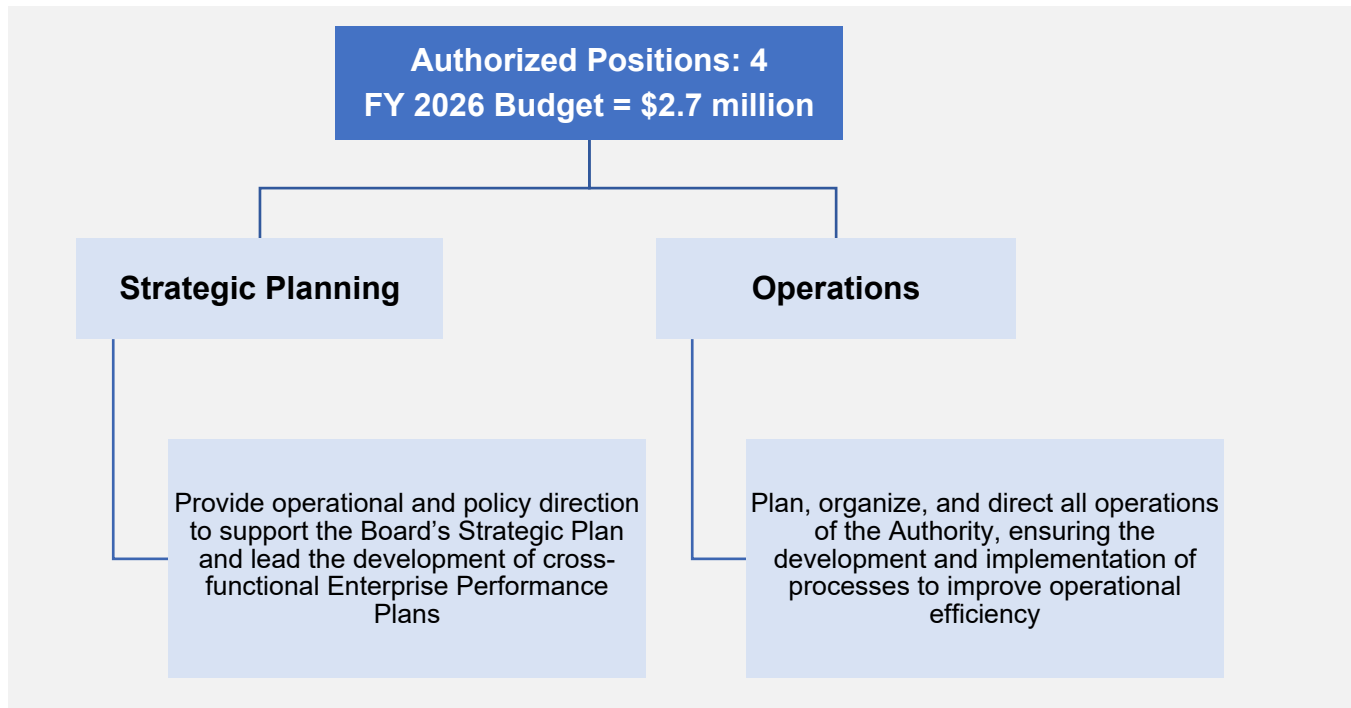 Authorized Positions: 4
FY 2026 Budget = $2.7 million
Strategic Planning
Operations
Provide operational and policy direction
to support the Board’s Strategic Plan
and lead the development of cross-
functional Enterprise Performance
Plans
Plan, organize, and direct all operations
of the Authority, ensuring the
development and implementation of
processes to improve operational
efficiency